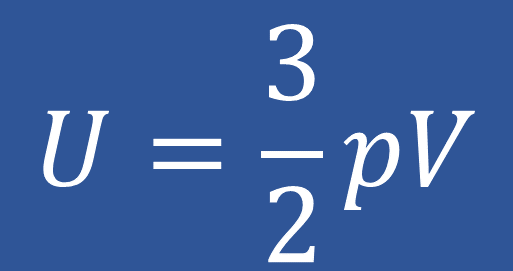 U = 3/2 pV